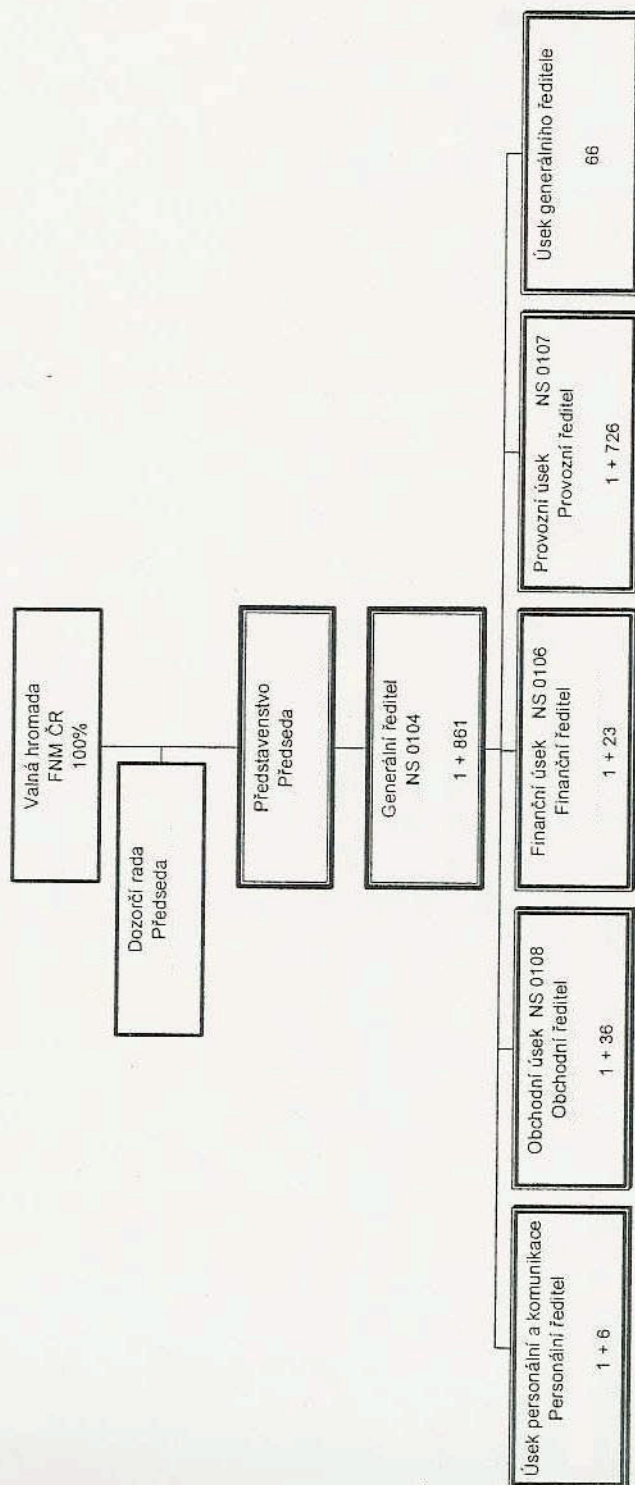 Valná hromada
FNM ČR
100%
Dozorčí rada
Předseda
Představenstvo
Předseda
Generální ředitel
NS 0104
1 + 861
Úsek personální a komunikace
Personální ředitel
1 + 6
Obchodní úsek NS 0108
Obchodní ředitel
1 + 36
Finanční úsek NS 0106
Finanční ředitel
1 + 23
Provozní úsek NS 0107
Provozní ředitel
1 + 726
Úsek generálního ředitele
66